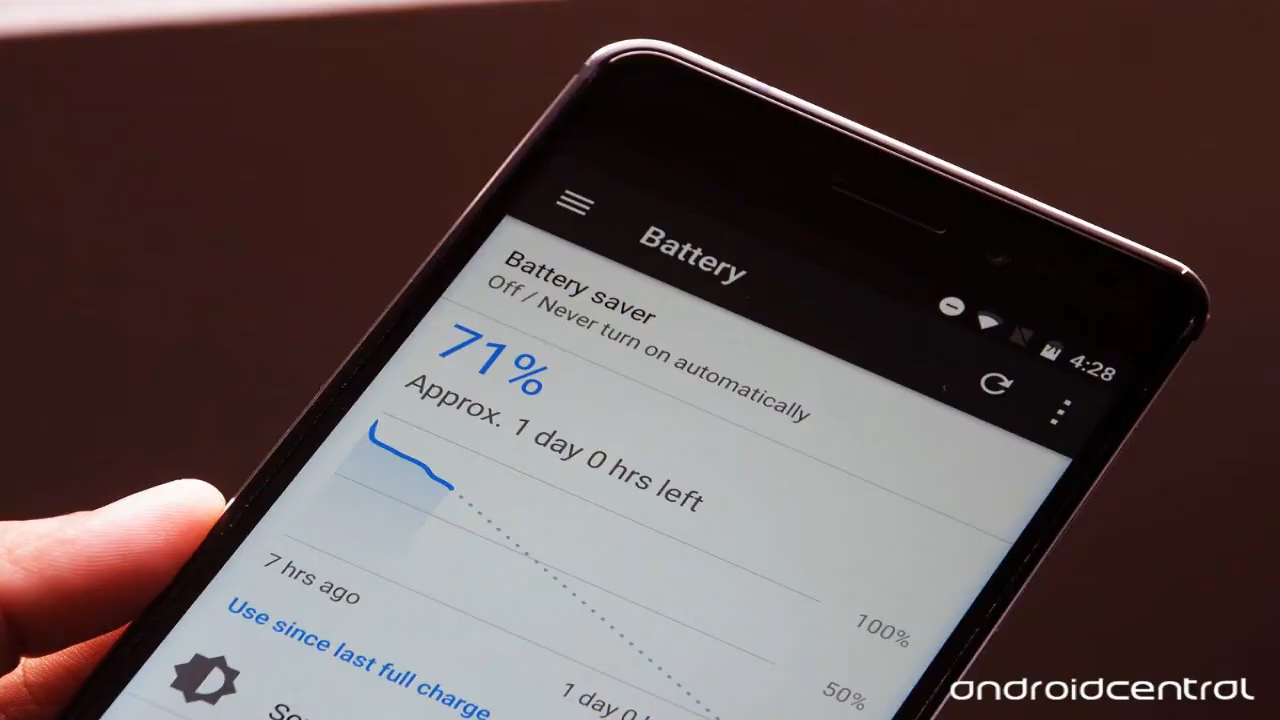 4:28
Battery
Battery saver
Off / Never turn on automatically
71%
Approx. 1 day 0 hrs left
100%
50%
7 hrs ago
1 day 0
Use since last full charge
androidcentral